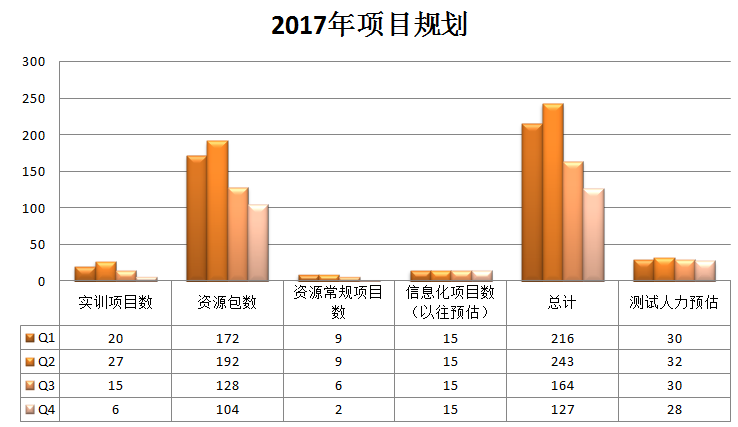 2017年项目规划
300
250
200
150
100
50
0
实训项目数 资源包数 资源常规项目数 信息化项目数（以往预估） 总计 测试人力预估
Q1 20 172 9 15 216 30
Q2 27 192 9 15 243 32
Q3 15 128 6 15 164 30
Q4 6 104 2 15 127 28